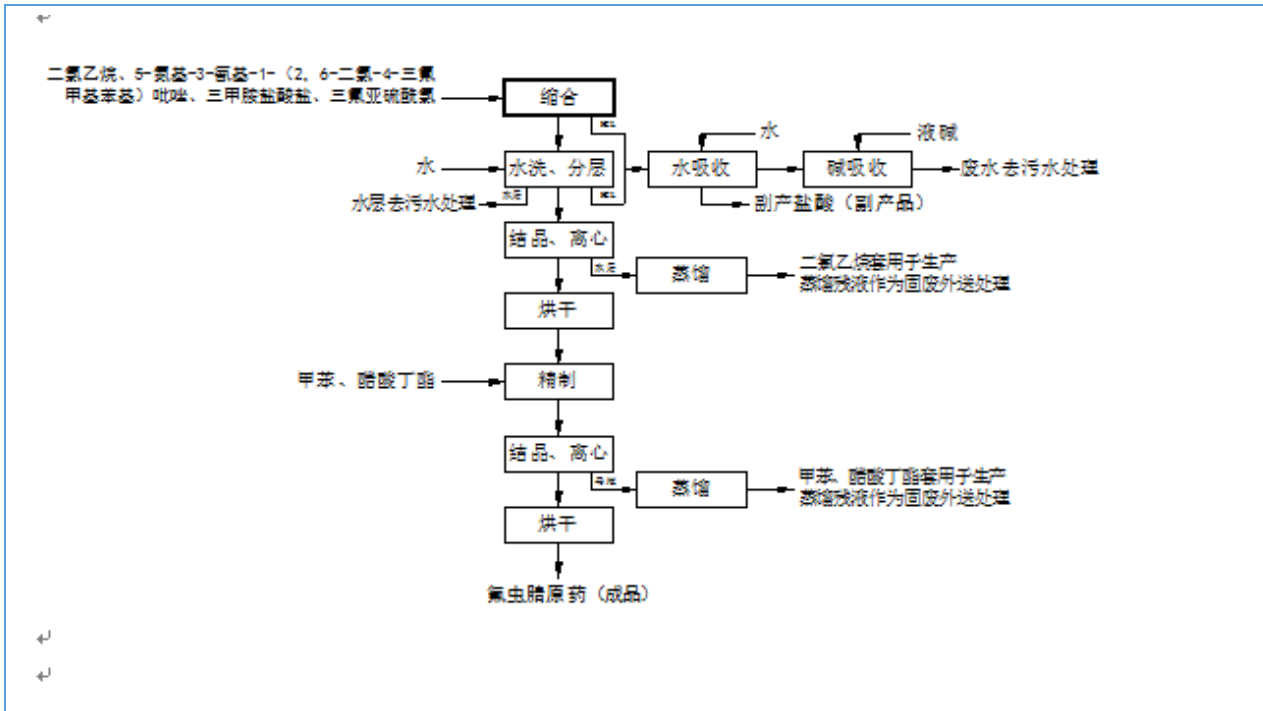 二氯乙烷、5-氨基-3-氰基-1-（2, 6-二氯-4-三氟
甲基苯基）吡唑、三甲胺盐酸盐、三氟亚硫酰氯
缩合
HCL
水
液碱
水
水洗、分层
水吸收
碱吸收
废水去污水处理
水层
HCL
水层去污水处理
副产盐酸（副产品）
结晶、离心
二氯乙烷套用于生产
蒸馏
蒸馏残液作为固废外送处理
烘干
甲苯、醋酸丁酯
精制
结晶、离心
母液
甲苯、醋酸丁酯套用于生产
蒸馏
蒸馏残液作为固废外送处理
烘干
氟虫腈原药（成品）